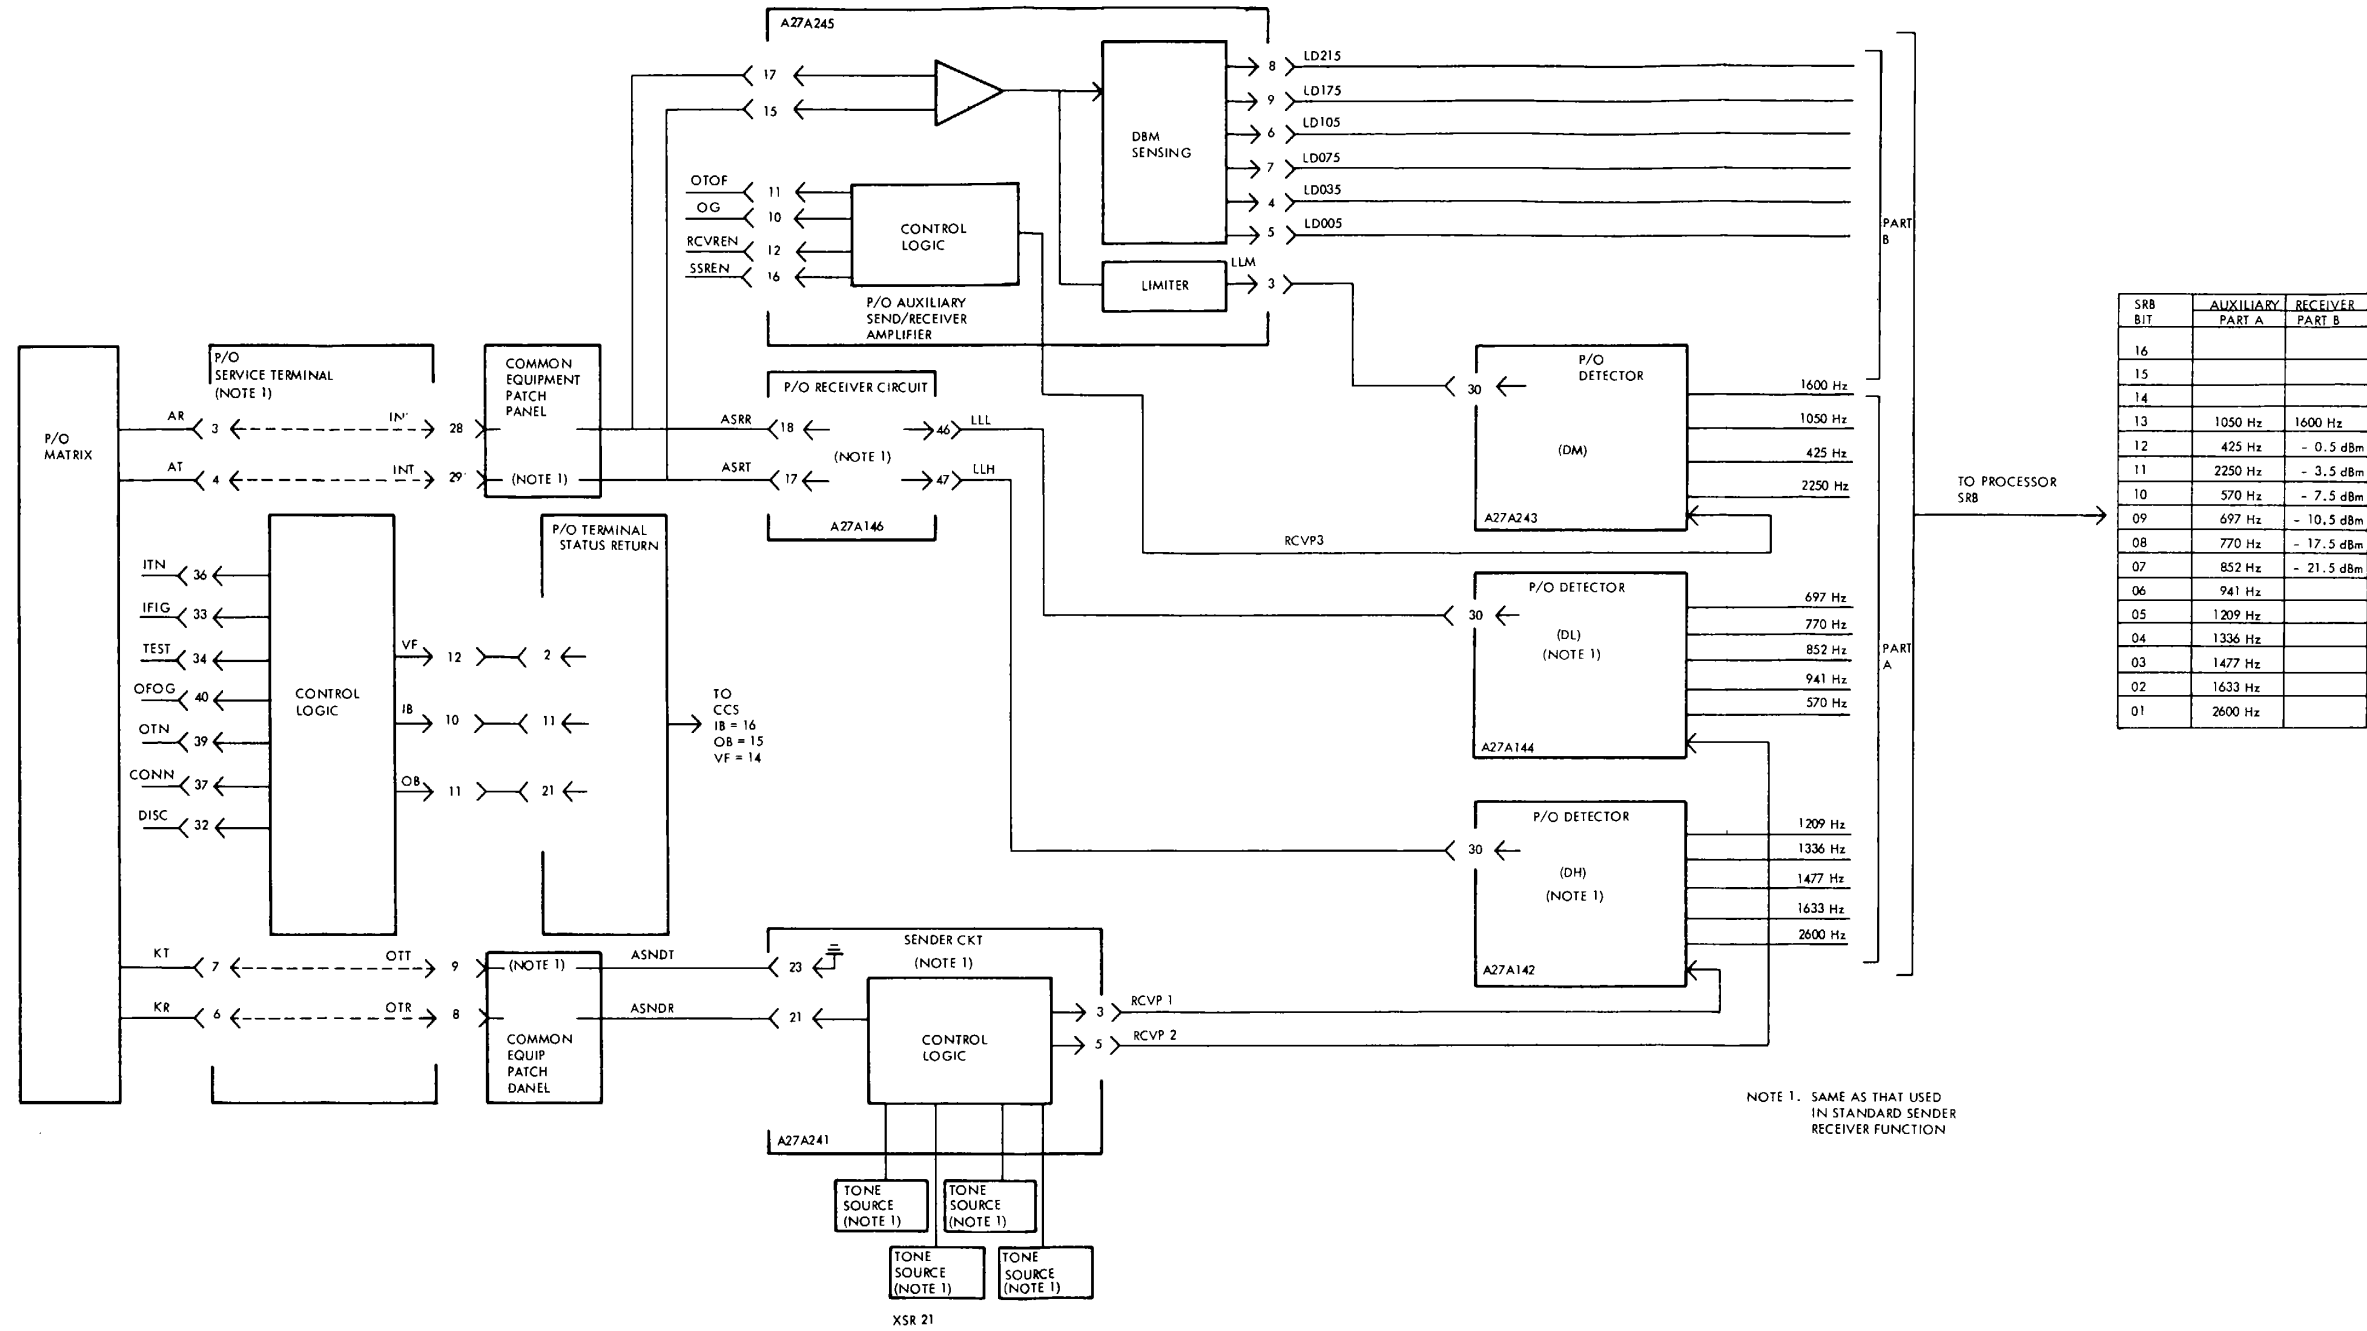 A27A245
17
15
DBM
SENSING
8
LD215
9
LD175
6
LD105
7
LD075
4
LD035
5
LD005
OTOF
11
OG
10
RCVREN
12
SSREN
16
CONTROL
LOGIC
LIMITER
LLM
3
P/O AUXILIARY
SEND/RECEIVER
AMPLIFIER
PART
B
P/O
MATRIX
P/O
SERVICE TERMINAL
(NOTE 1)
AR
3
IN
28
AT
4
INT
29
COMMON
EQUIPMENT
PATCH
PANEL
(NOTE 1)
ASRR
ASRT
P/O RECEIVER CIRCUIT
18
46
LLL
(NOTE 1)
17
47
LLH
A27A146
P/O
DETECTOR
30
(DM)
A27A243
1600 Hz
1050 Hz
425 Hz
2250 Hz
RCVP3
TO PROCESSOR
SRB
SRB
BIT
AUXILIARY RECEIVER
PART A PART B
16
15
14
13 1050 Hz 1600 Hz
12 425 Hz - 0.5 dBm
11 2250 Hz - 3.5 dBm
10 570 Hz - 7.5 dBm
09 697 Hz - 10.5 dBm
08 770 Hz - 17.5 dBm
07 852 Hz - 21.5 dBm
06 941 Hz
05 1209 Hz
04 1336 Hz
03 1477 Hz
02 1633 Hz
01 2600 Hz
ITN
36
IFIG
33
TEST
34
OFOG
40
OTN
39
CONN
37
DISC
32
CONTROL
LOGIC
VF
12
2
IB
10
11
OB
11
21
P/O TERMINAL
STATUS RETURN
TO
CCS
IB = 16
OB = 15
VF = 14
P/O DETECTOR
30
(DL)
(NOTE 1)
A27A144
697 Hz
770 Hz
852 Hz
941 Hz
570 Hz
PART
A
P/O DETECTOR
30
(DH)
(NOTE 1)
A27A142
1209 Hz
1336 Hz
1477 Hz
1633 Hz
2600 Hz
KT
7
OTT
9
KR
6
OTR
8
(NOTE 1)
COMMON
EQUIP
PATCH
DANEL
ASNDT
ASNDR
SENDER CKT
(NOTE 1)
23
21
CONTROL
LOGIC
3
RCVP 1
5
RCVP 2
A27A241
TONE
SOURCE
(NOTE 1)
TONE
SOURCE
(NOTE 1)
TONE
SOURCE
(NOTE 1)
TONE
SOURCE
(NOTE 1)
XSR 21
NOTE 1. SAME AS THAT USED
IN STANDARD SENDER
RECEIVER FUNCTION